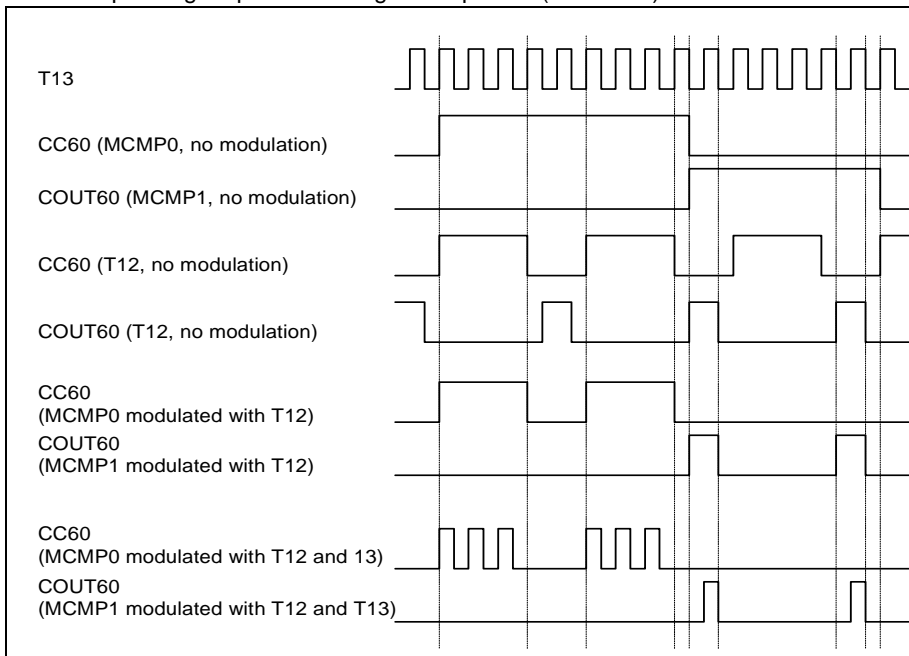 T13
CC60 (MCMP0, no modulation)
COUT60 (MCMP1, no modulation)
CC60 (T12, no modulation)
COUT60 (T12, no modulation)
CC60
(MCMP0 modulated with T12)
COUT60
(MCMP1 modulated with T12)
CC60
(MCMP0 modulated with T12 and 13)
COUT60
(MCMP1 modulated with T12 and T13)